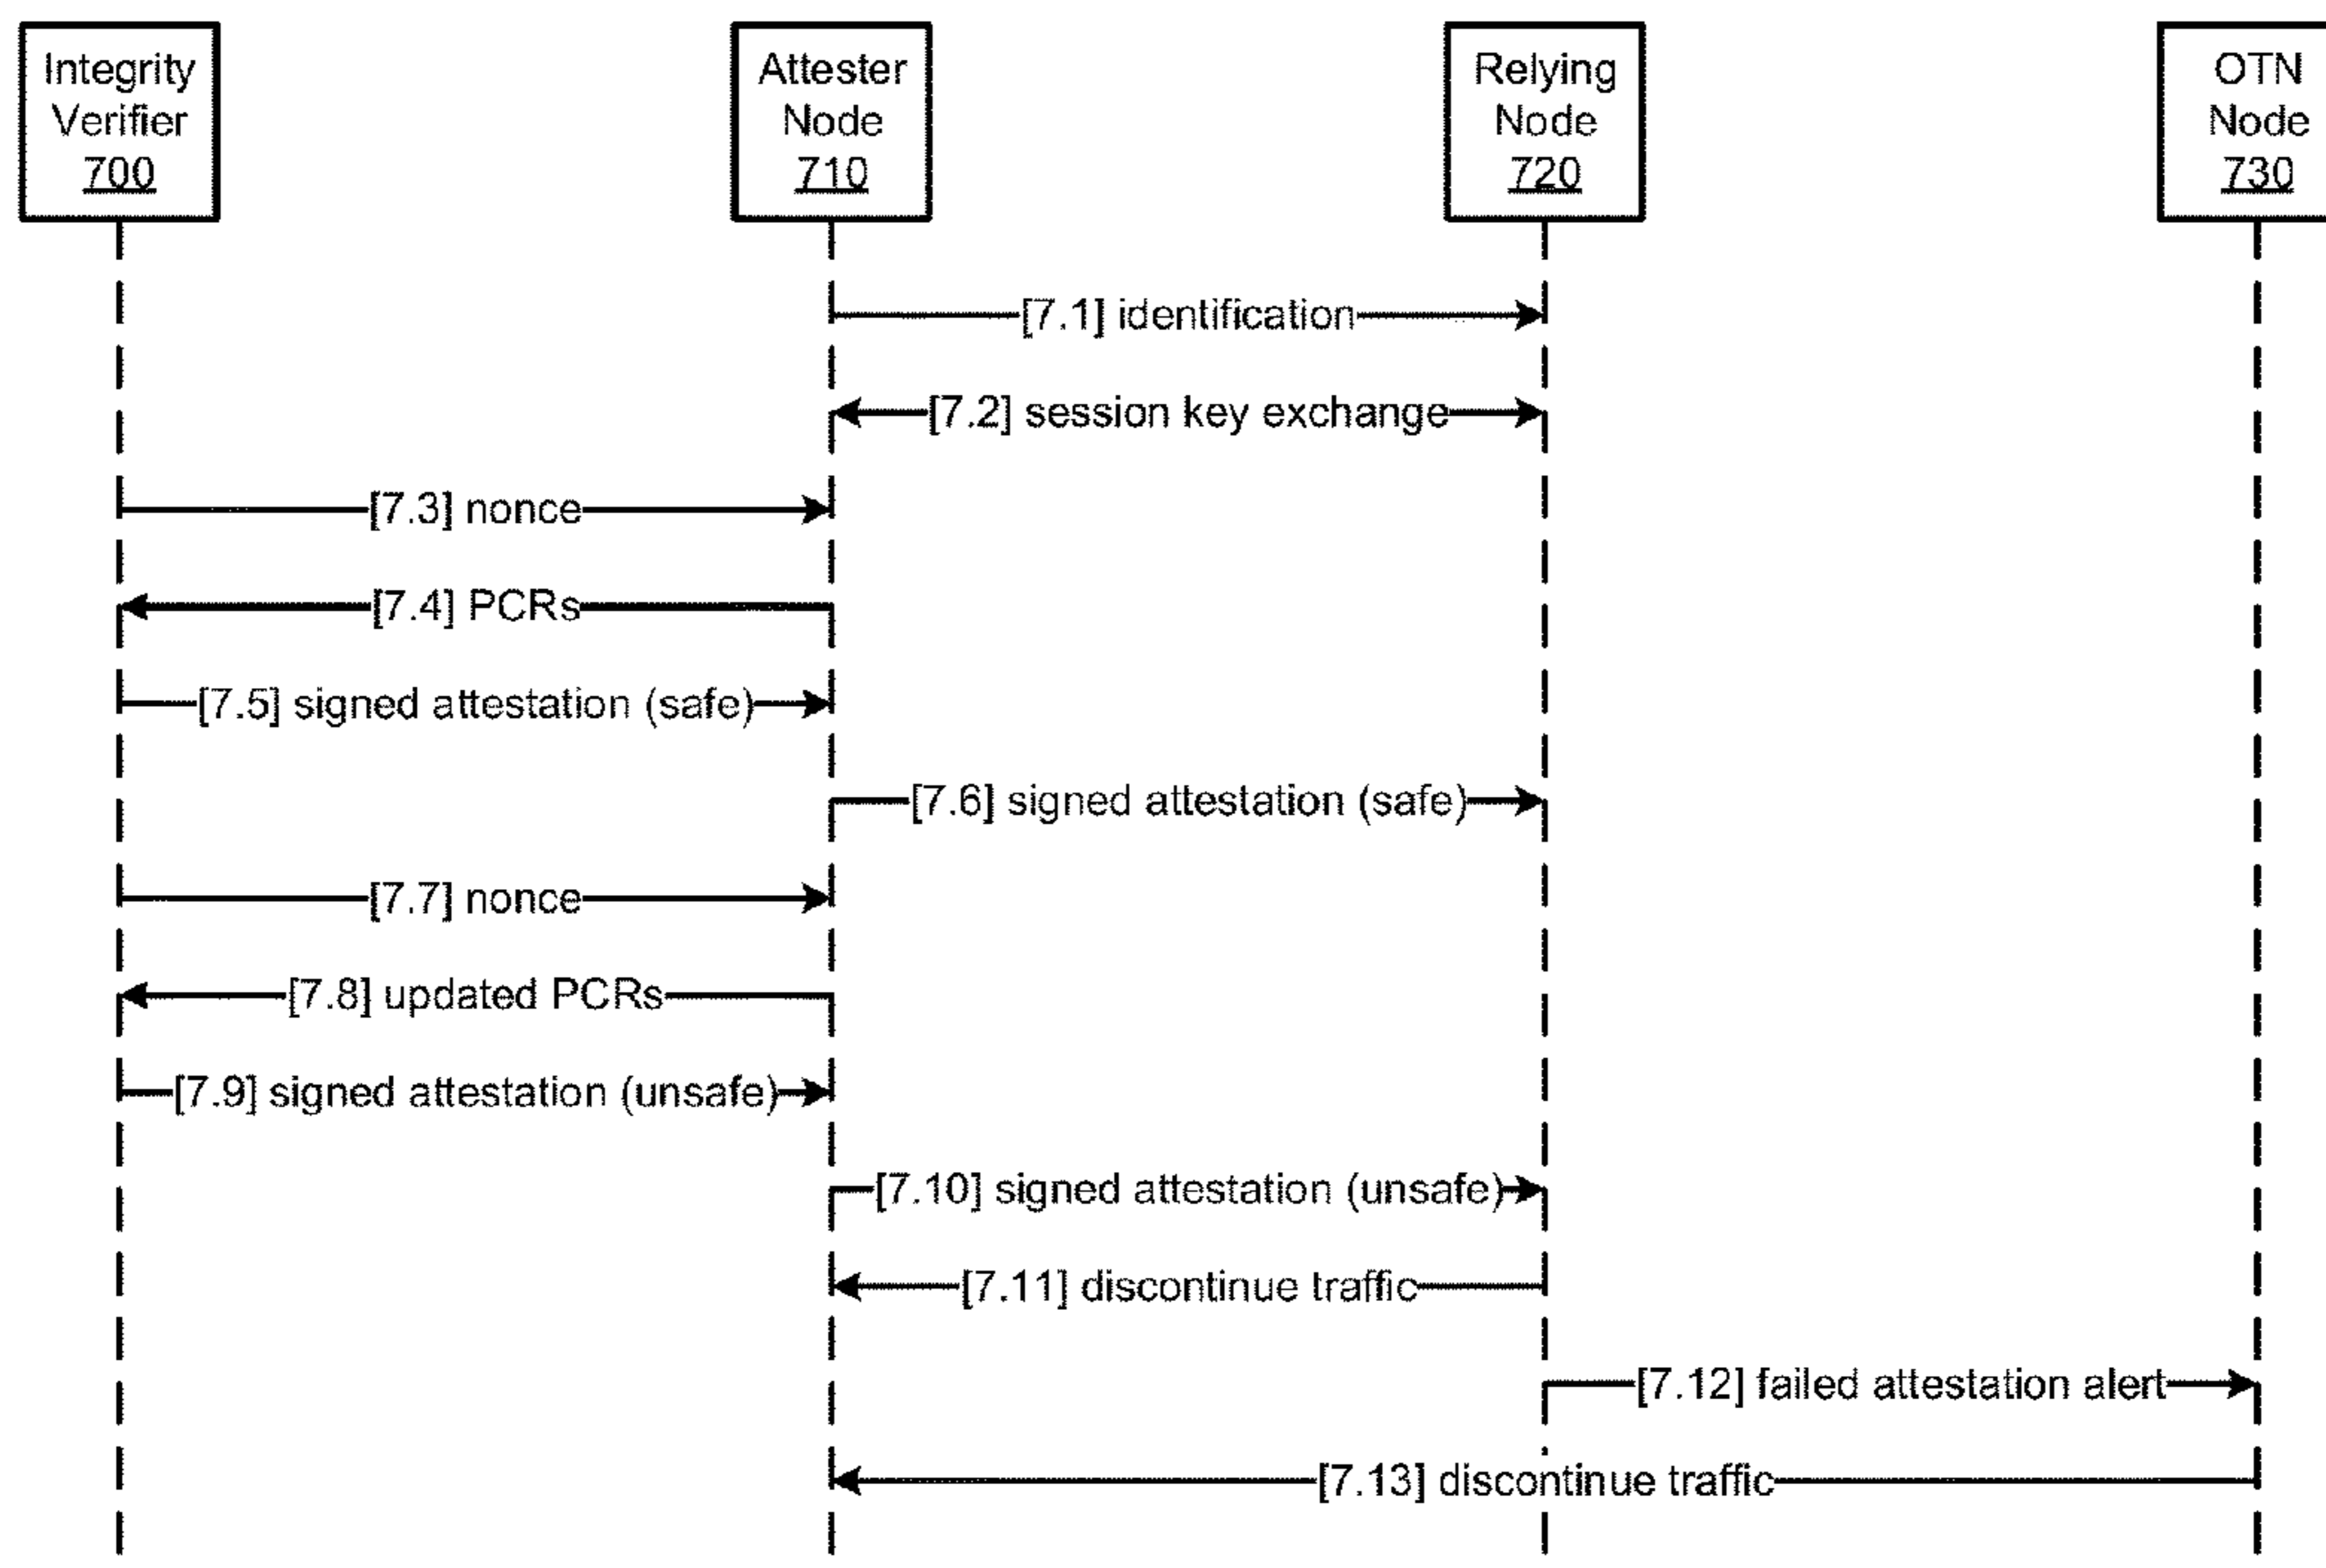 Integrity
Verifier
700
Attester
Node
710
Relying
Node
720
OTN
Node
730
[7.1] identification
[7.2] session key exchange
[7.3] nonce
[7.4] PCRs
[7.5] signed attestation (safe)
[7.6] signed attestation (safe)
[7.7] nonce
[7.8] updated PCRs
[7.9] signed attestation (unsafe)
[7.10] signed attestation (unsafe)
[7.11] discontinue traffic
[7.12] failed attestation alert
[7.13] discontinue traffic